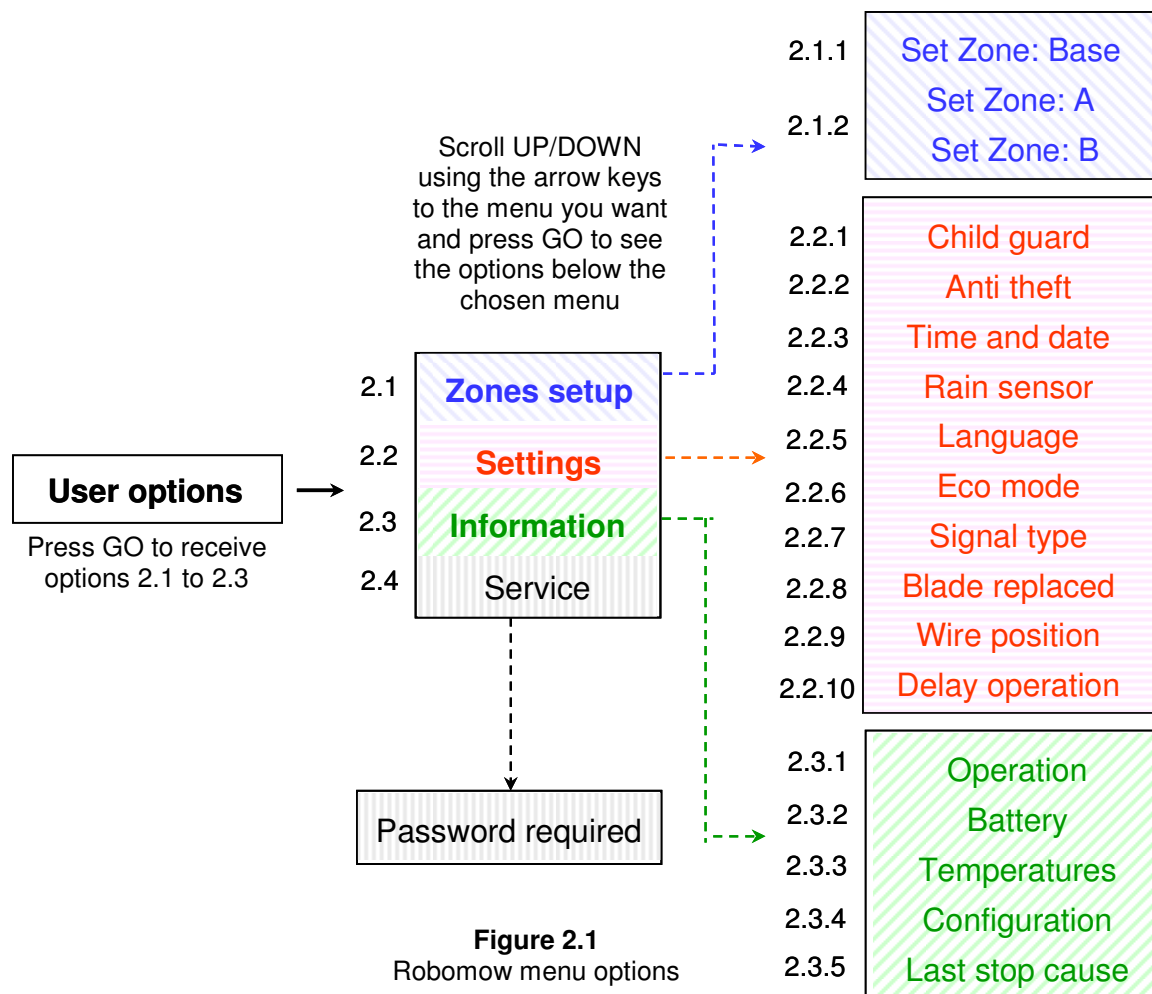 User options
Press GO to receive
options 2.1 to 2.3
Scroll UP/DOWN
using the arrow keys
to the menu you want
and press GO to see
the options below the
chosen menu
2.1 Zones setup
2.2 Settings
2.3 Information
2.4 Service
Password required
2.1.1 Set Zone: Base
2.1.2 Set Zone: A
Set Zone: B
2.2.1 Child guard
2.2.2 Anti theft
2.2.3 Time and date
2.2.4 Rain sensor
2.2.5 Language
2.2.6 Eco mode
2.2.7 Signal type
2.2.8 Blade replaced
2.2.9 Wire position
2.2.10 Delay operation
2.3.1 Operation
2.3.2 Battery
2.3.3 Temperatures
2.3.4 Configuration
2.3.5 Last stop cause
Figure 2.1
Robomow menu options